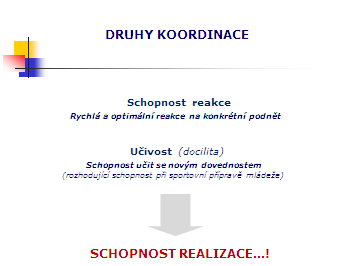 DRUHY KOORDINACE
Schopnost reakce
Rychlá a optimální reakce na konkrétní podnět
Učivost (docilita)
Schopnost učit se novým dovednostem
(rozhodující schopnost při sportovní přípravě mládeže)
SCHOPNOST REALIZACE...!